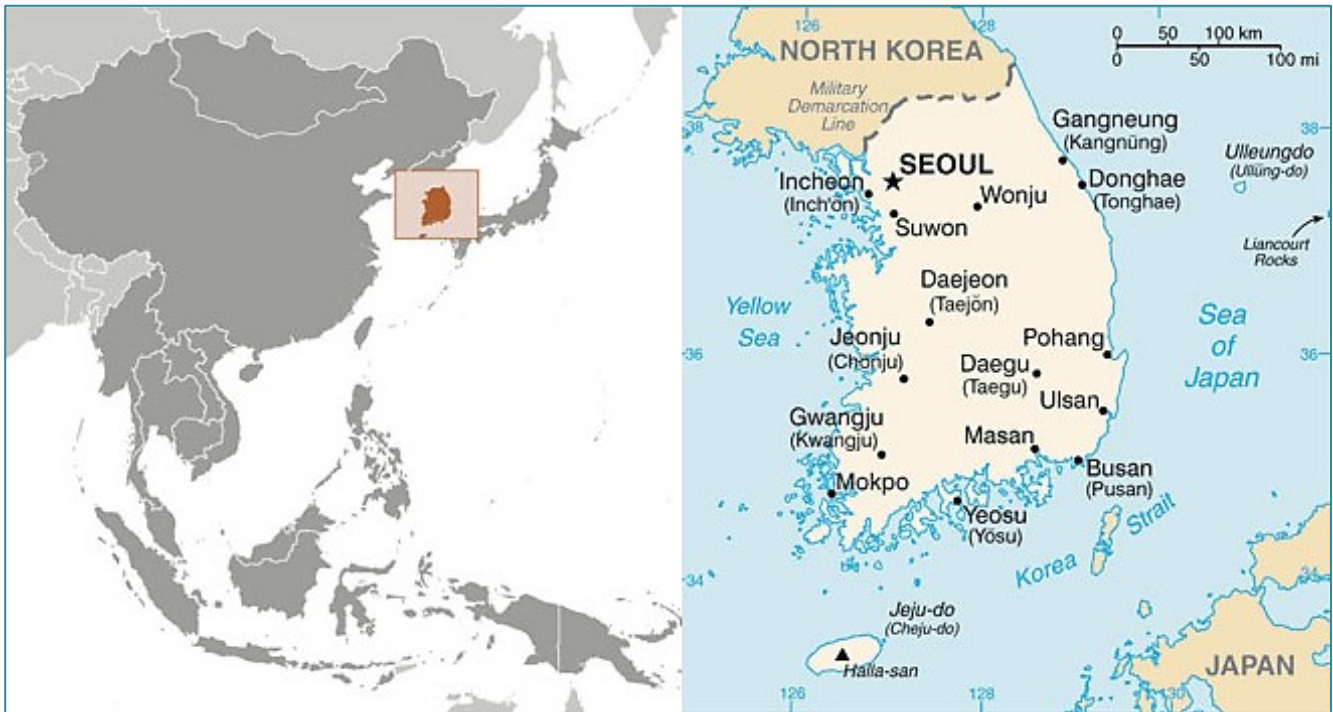 126
128
0
50
100 km
0
50
100 mi
NORTH KOREA
Military
Demarcation
Line
38
38
Gangneung
(Kangnŭng)
Ulleungdo
(Ullŭng-do)
SEOUL
Incheon
(Inch'ŏn)
Wonju
Donghae
(Tonghae)
Suwon
Liancourt
Rocks
Daejeon
(Taejŏn)
Yellow
Sea
Sea
of
Japan
Jeonju
(Chŏnju)
Pohang
36
36
Daegu
(Taegu)
Ulsan
Gwangju
(Kwangju)
Masan
Busan
(Pusan)
Mokpo
Yeosu
(Yŏsu)
Korea Strait
34
34
Jeju-do
(Cheju-do)
Halla-san
JAPAN
126
128
130